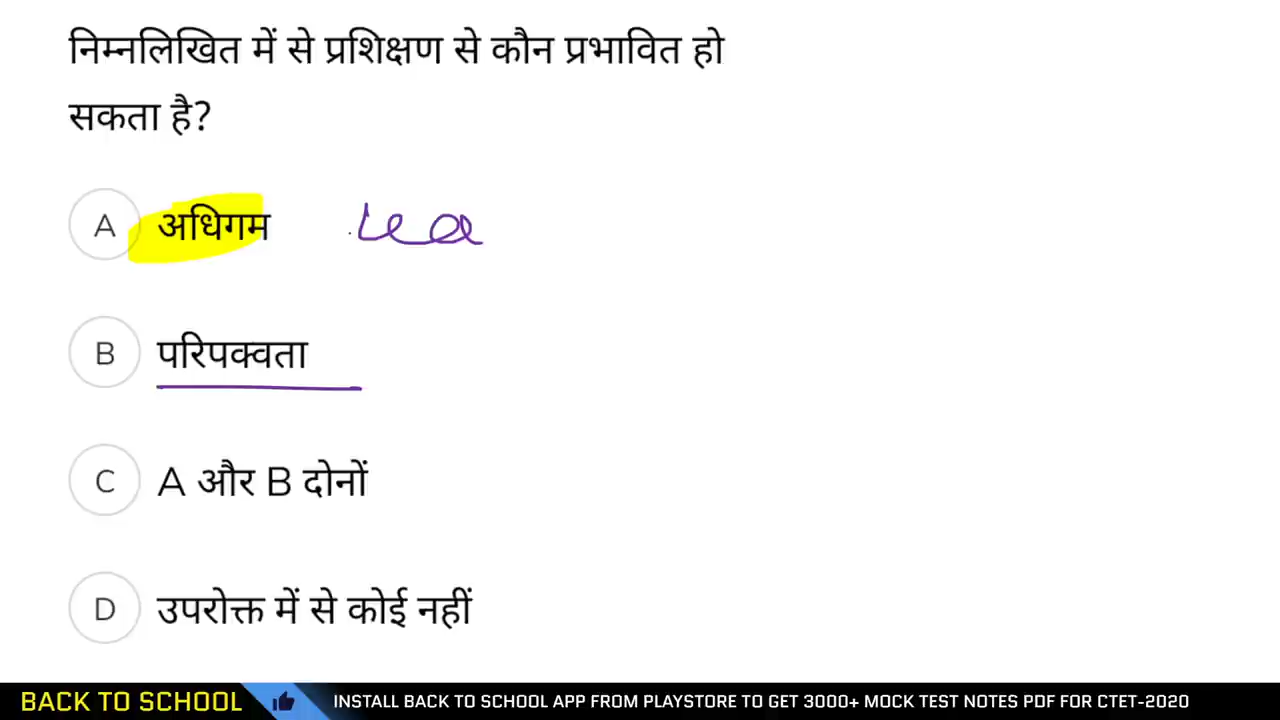 निम्नलिखित में से प्रशिक्षण से कौन प्रभावित हो
सकता है?
A अधिगम
B परिपक्वता
C A और B दोनों
D उपरोक्त में से कोई नहीं
BACK TO SCHOOL INSTALL BACK TO SCHOOL APP FROM PLAYSTORE TO GET 3000+ MOCK TEST NOTES PDF FOR CTET-2020